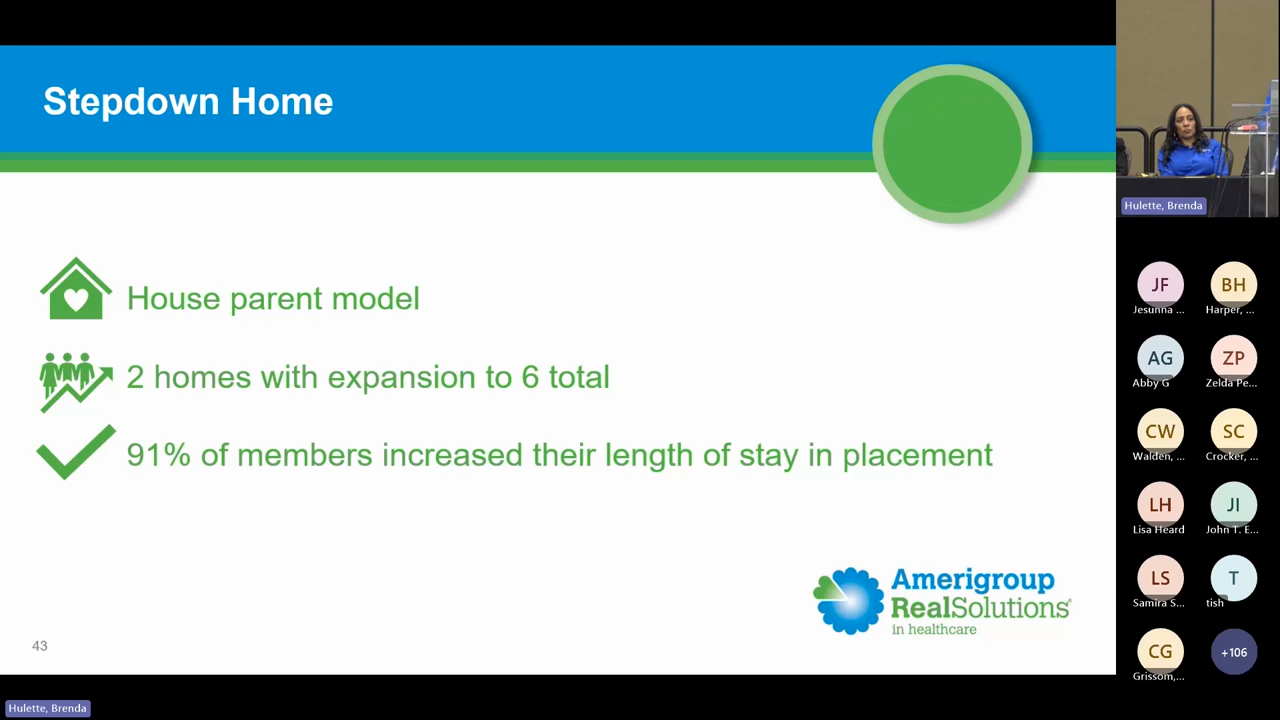 Stepdown Home
House parent model
2 homes with expansion to 6 total
91% of members increased their length of stay in placement
Amerigroup
RealSolutions®
in healthcare
43
Hulette, Brenda
Hulette, Brenda
JF
BH
Jesunna ...
Harper, ...
AG
ZP
Abby G
Zelda Pe...
CW
SC
Walden, ...
Crocker, ...
LH
JI
Lisa Heard
John T. E...
LS
T
Samira S...
tish
CG
+106
Grissom,...